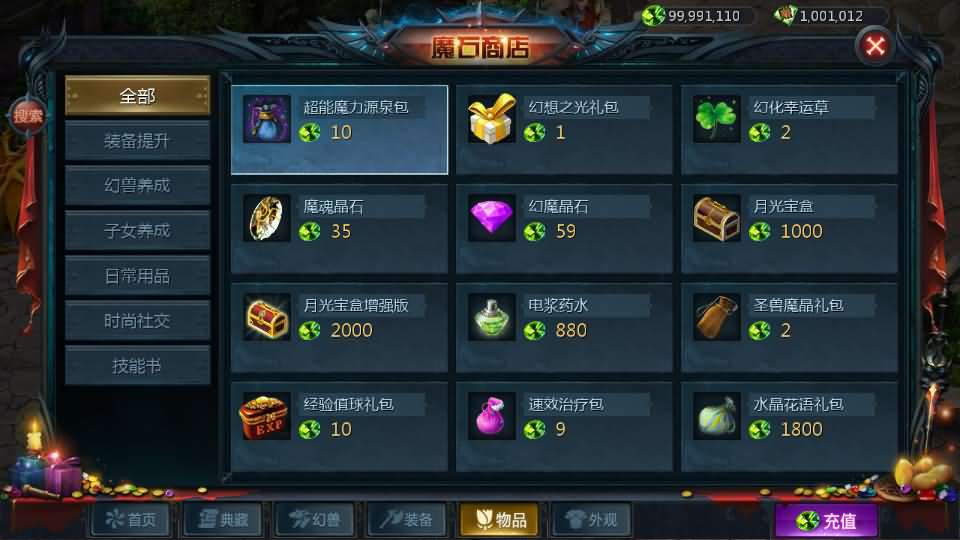 99,991,110
1,001,012
魔石商店
搜索
全部
装备提升
幻兽养成
子女养成
日常用品
时尚社交
技能书
超能魔力源泉包
10
幻想之光礼包
1
幻化幸运草
2
魔魂晶石
35
幻魔晶石
59
月光宝盒
1000
月光宝盒增强版
2000
电浆药水
880
圣兽魔晶礼包
2
EXP
经验值球礼包
10
速效治疗包
9
水晶花语礼包
1800
首页
典藏
幻兽
装备
物品
外观
充值